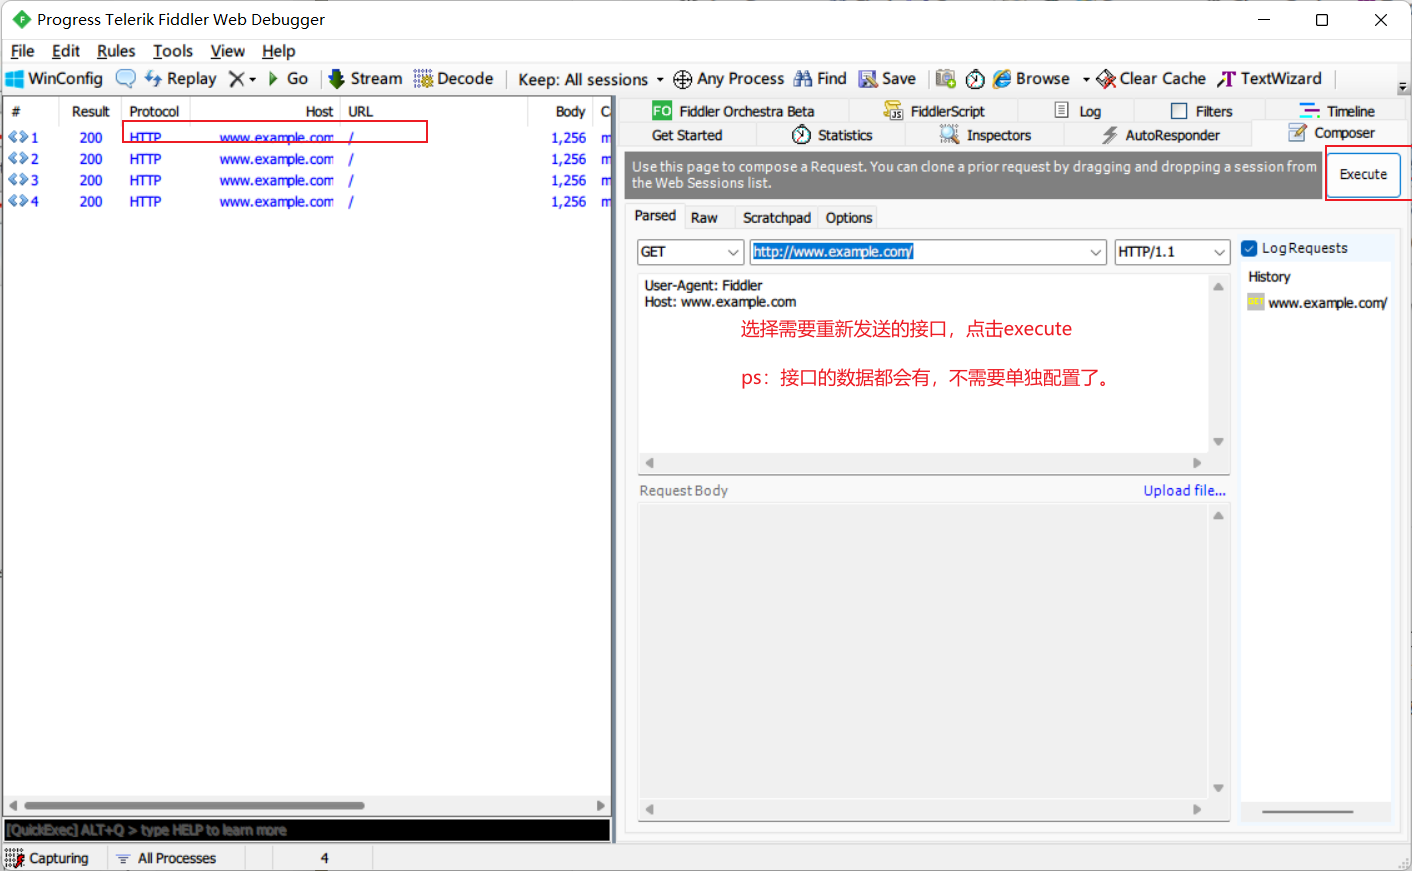 Progress Telerik Fiddler Web Debugger
File Edit Rules Tools View Help
WinConfig Replay Go Stream Decode Keep: All sessions Any Process Find Save Browse Clear Cache TextWizard
# Result Protocol Host URL Body C
1 200 HTTP www.example.com / 1,256 m
2 200 HTTP www.example.com / 1,256 m
3 200 HTTP www.example.com / 1,256 m
4 200 HTTP www.example.com / 1,256 m
FO Fiddler Orchestra Beta FiddlerScript Log Filters Timeline
Get Started Statistics Inspectors AutoResponder Composer
Use this page to compose a Request. You can clone a prior request by dragging and dropping a session from
the Web Sessions list.
Execute
Parsed Raw Scratchpad Options
GET http://www.example.com/ HTTP/1.1
Log Requests
History
GET www.example.com/
User-Agent: Fiddler
Host: www.example.com
选择需要重新发送的接口，点击execute
ps：接口的数据都会有，不需要单独配置了。
Request Body Upload file...
[QuickExec] ALT+Q > type HELP to learn more
Capturing All Processes 4